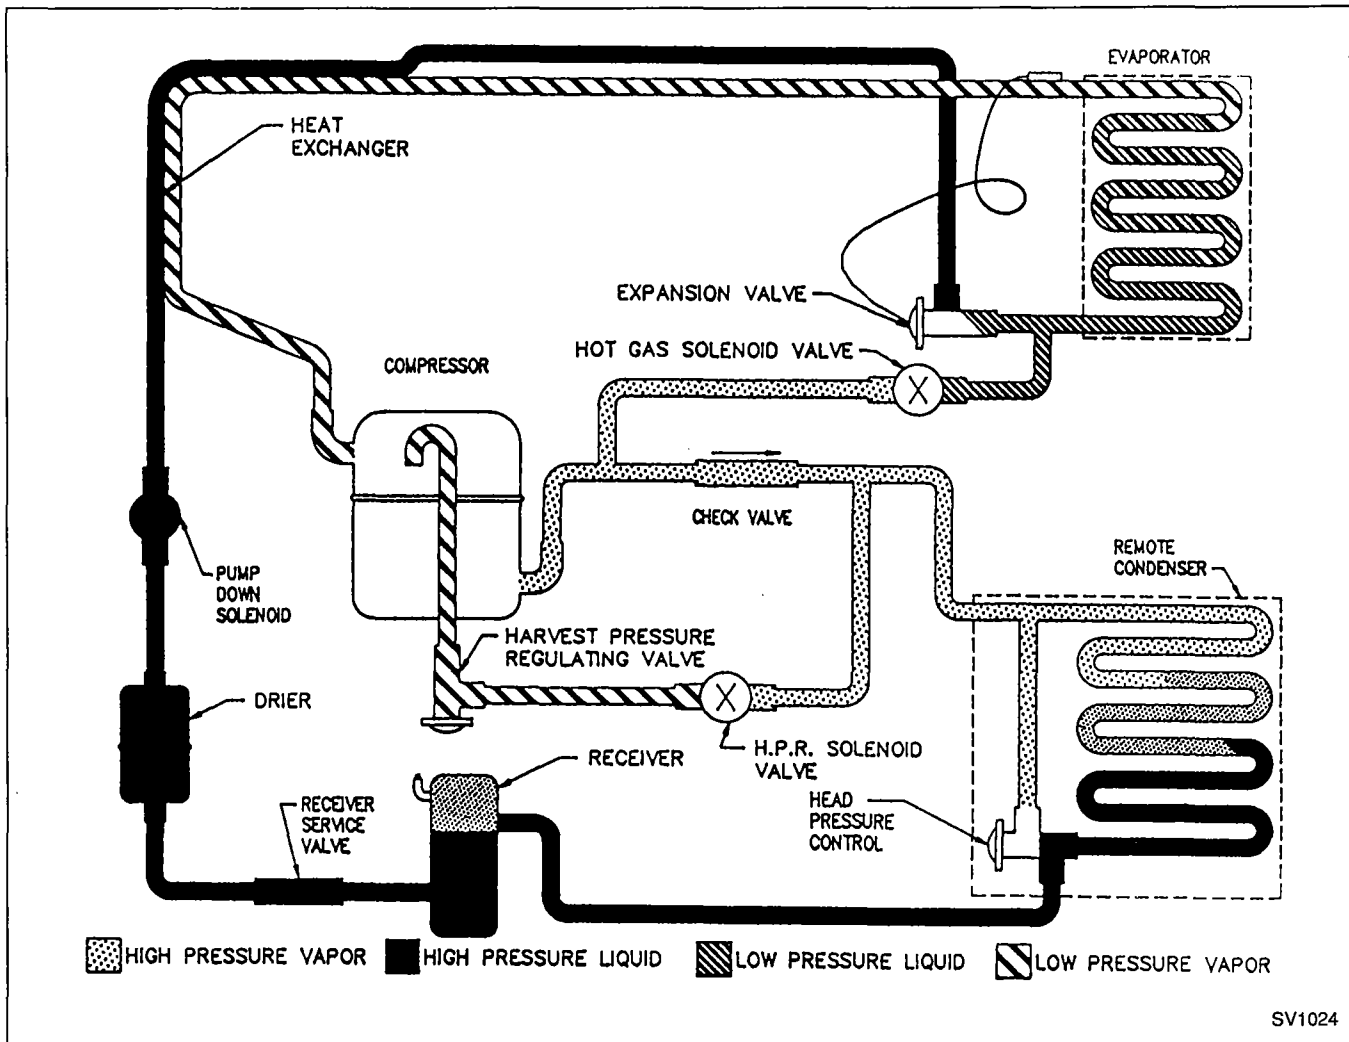 EVAPORATOR
HEAT
EXCHANGER
EXPANSION VALVE
HOT GAS SOLENOID VALVE
COMPRESSOR
CHECK VALVE
REMOTE
CONDENSER
PUMP
DOWN
SOLENOID
HARVEST PRESSURE
REGULATING VALVE
DRIER
H.P.R. SOLENOID
VALVE
RECEIVER
RECEIVER
SERVICE
VALVE
HEAD
PRESSURE
CONTROL
HIGH PRESSURE VAPOR
HIGH PRESSURE LIQUID
LOW PRESSURE LIQUID
LOW PRESSURE VAPOR
SV1024